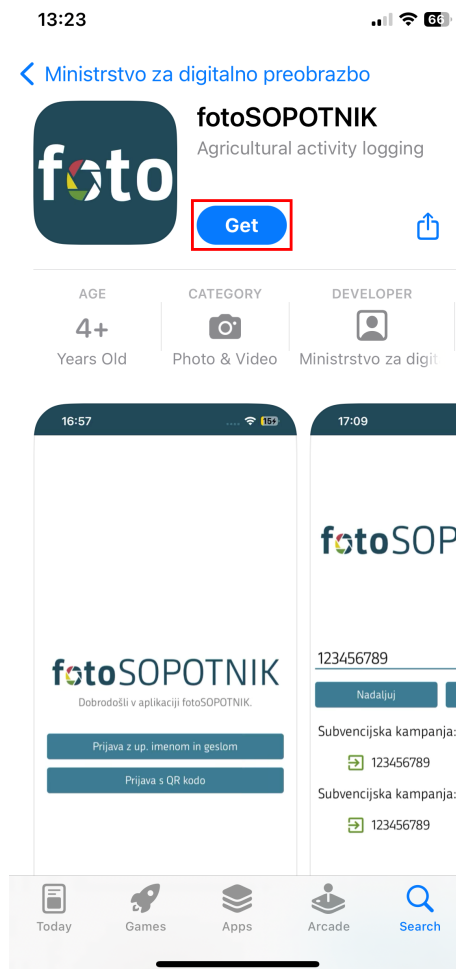 13:23
66
Ministrstvo za digitalno preobrazbo
foto
fotoSOPOTNIK
Agricultural activity logging
Get
AGE
CATEGORY
DEVELOPER
4+
Years Old
Photo & Video
Ministrstvo za digit
16:57
17:09
fotoSOPOTNIK
Dobrodošli v aplikaciji fotoSOPOTNIK.
Prijava z up. imenom in geslom
Prijava s QR kodo
fotoSOP
123456789
Nadaljuj
Subvencijska kampanja:
123456789
Subvencijska kampanja:
123456789
Today
Games
Apps
Arcade
Search